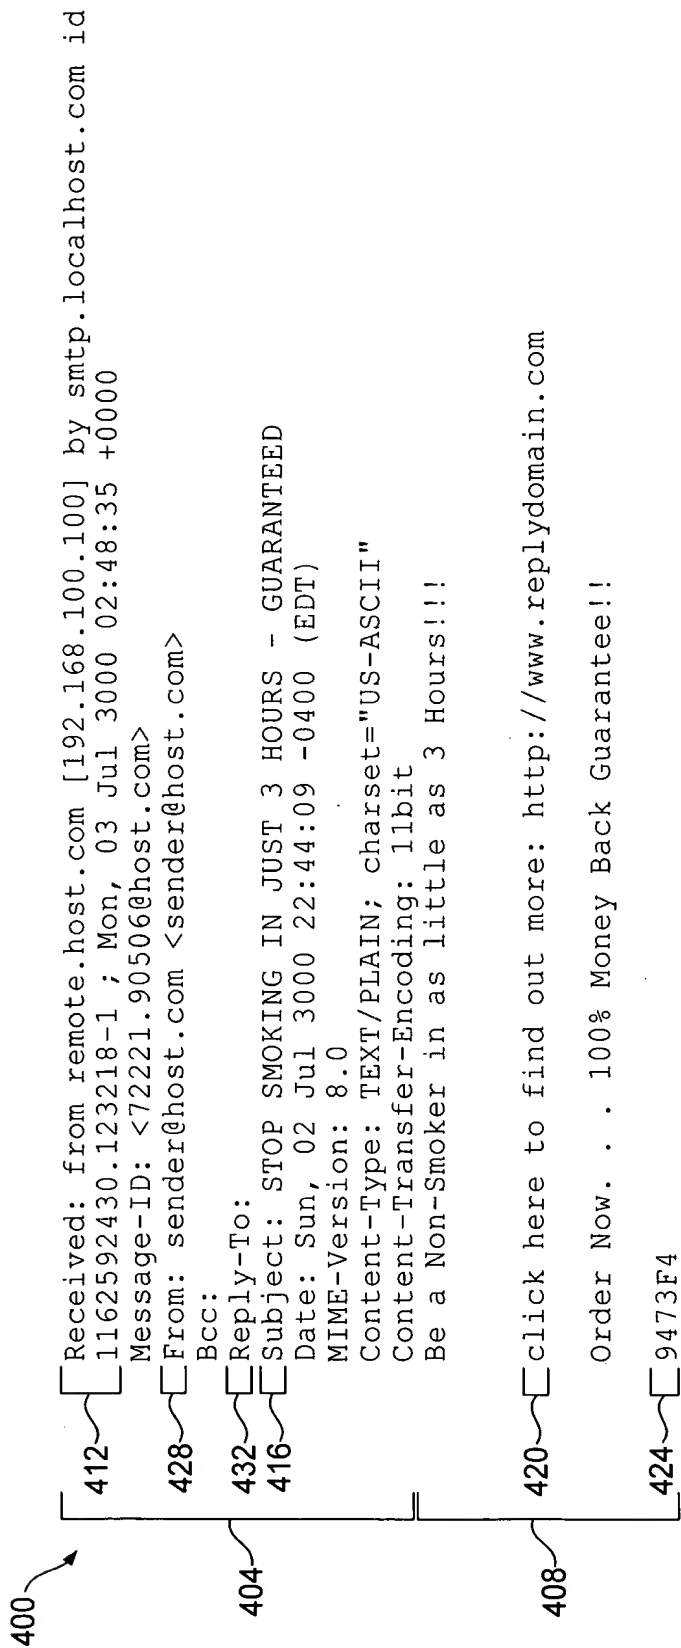 400
404
412
Received: from remote.host.com [192.168.100.100] by smtp.localhost.com id
1162592430.123218-1 ; Mon, 03 Jul 3000 02:48:35 +0000
Message-ID: <72221.90506@host.com>
428
From: sender@host.com <sender@host.com>
Bcc:
432
Reply-To:
416
Subject: STOP SMOKING IN JUST 3 HOURS - GUARANTEED
Date: Sun, 02 Jul 3000 22:44:09 -0400 (EDT)
MIME-Version: 8.0
Content-Type: TEXT/PLAIN; charset="US-ASCII"
Content-Transfer-Encoding: 11bit
Be a Non-Smoker in as little as 3 Hours!!!
408
420
click here to find out more: http://www.replydomain.com
Order Now. . . 100% Money Back Guarantee!!
424
9473F4